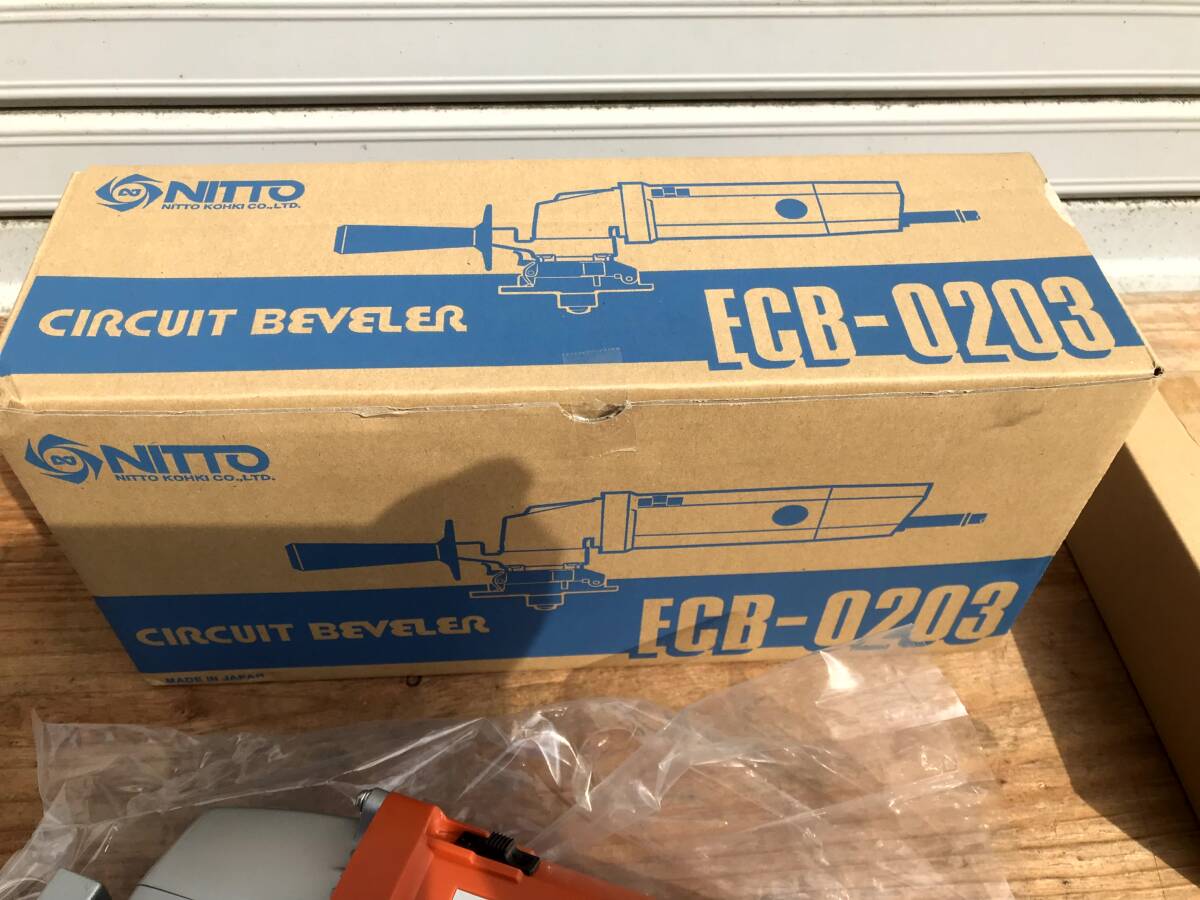 NITTO
NITTO KOHKI CO.,LTD.
CIRCUIT BEVELER
ECB-0203
NITTO
NITTO KOHKI CO.,LTD.
CIRCUIT BEVELER
ECB-0203
MADE IN JAPAN